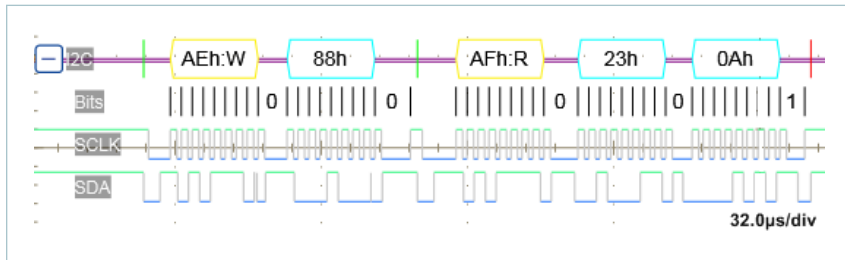 I2C AEh:W 88h AFh:R 23h 0Ah
Bits 0 0 0 0 1
SCLK
SDA
32.0µs/div